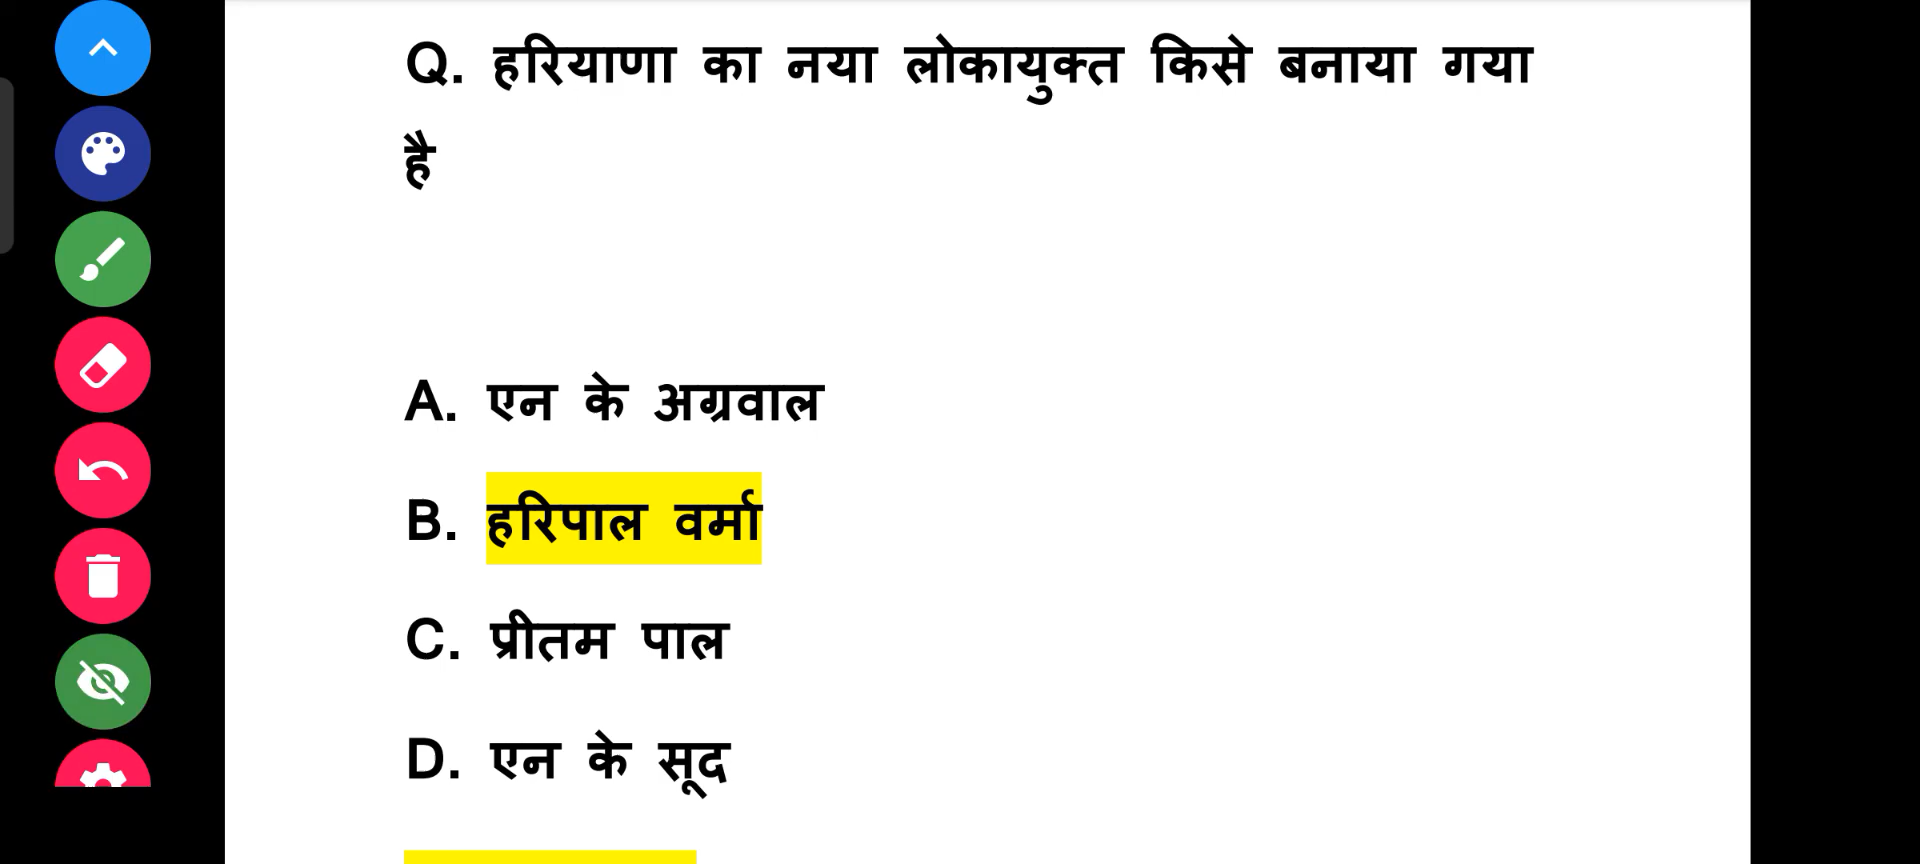 Q. हरियाणा का नया लोकायुक्त किसे बनाया गया
है
A. एन के अग्रवाल
B. हरिपाल वर्मा
C. प्रीतम पाल
D. एन के सूद